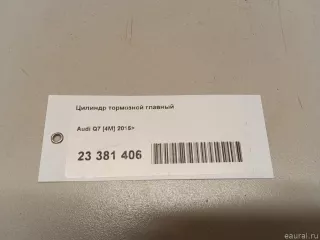 Цилиндр тормозной главный
Audi Q7 [4M] 2015>
23 381 406
eaural.ru